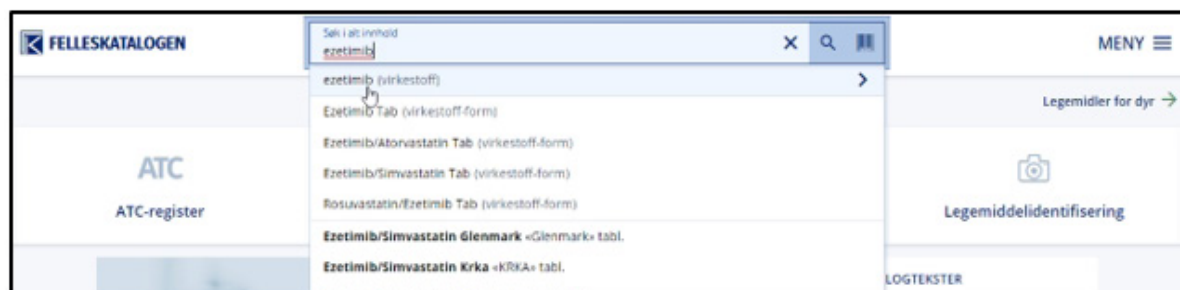 FELLESKATALOGEN
Søk i alt innhold
ezetimib
MENY
ezetimib (virkestoff)
Legemidler for dyr →
Ezetimib Tab (virkestoff-form)
Ezetimib/Atorvastatin Tab (virkestoff-form)
Ezetimib/Simvastatin Tab (virkestoff-form)
Rosuvastatin/Ezetimib Tab (virkestoff-form)
ATC
ATC-register
Legemiddelidentifisering
Ezetimib/Simvastatin Glenmark «Glenmark» tabl.
Ezetimib/Simvastatin Krka «KRKA» tabl.
LOGTEKSTER